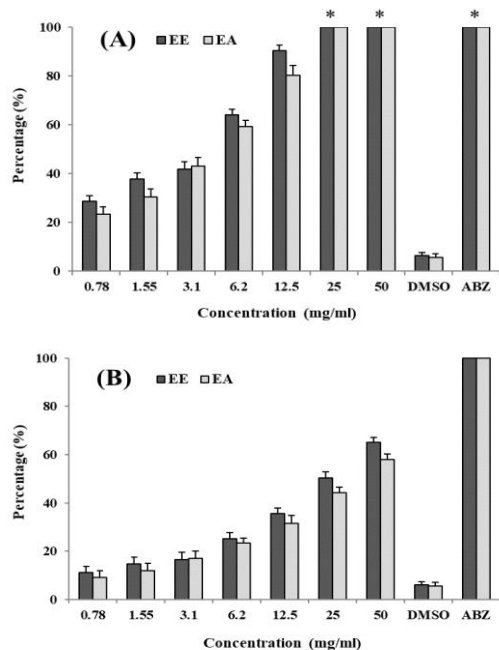 * * *
100
(A) EE EA
80
60
40
20
0
Percentage (%)
0.78 1.55 3.1 6.2 12.5 25 50 DMSO ABZ
Concentration (mg/ml)
100
(B) EE EA
80
60
40
20
0
Percentage (%)
0.78 1.55 3.1 6.2 12.5 25 50 DMSO ABZ
Concentration (mg/ml)